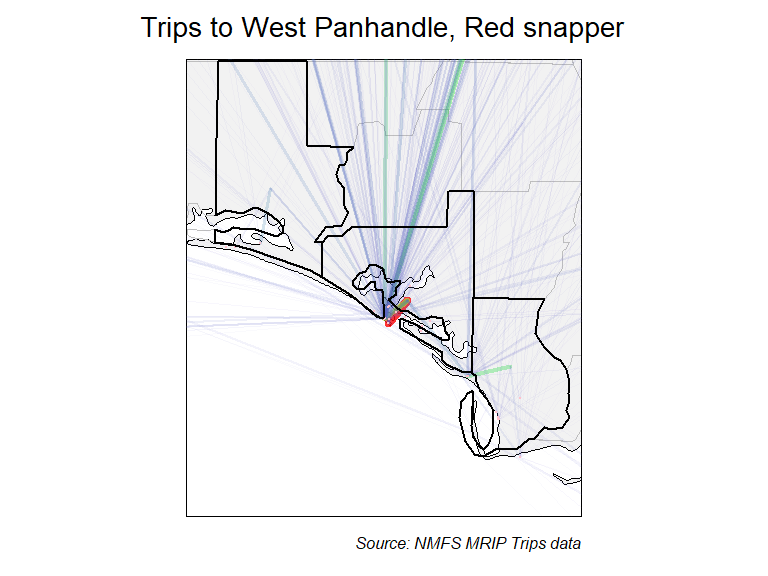 Trips to West Panhandle, Red snapper
Source: NMFS MRIP Trips data